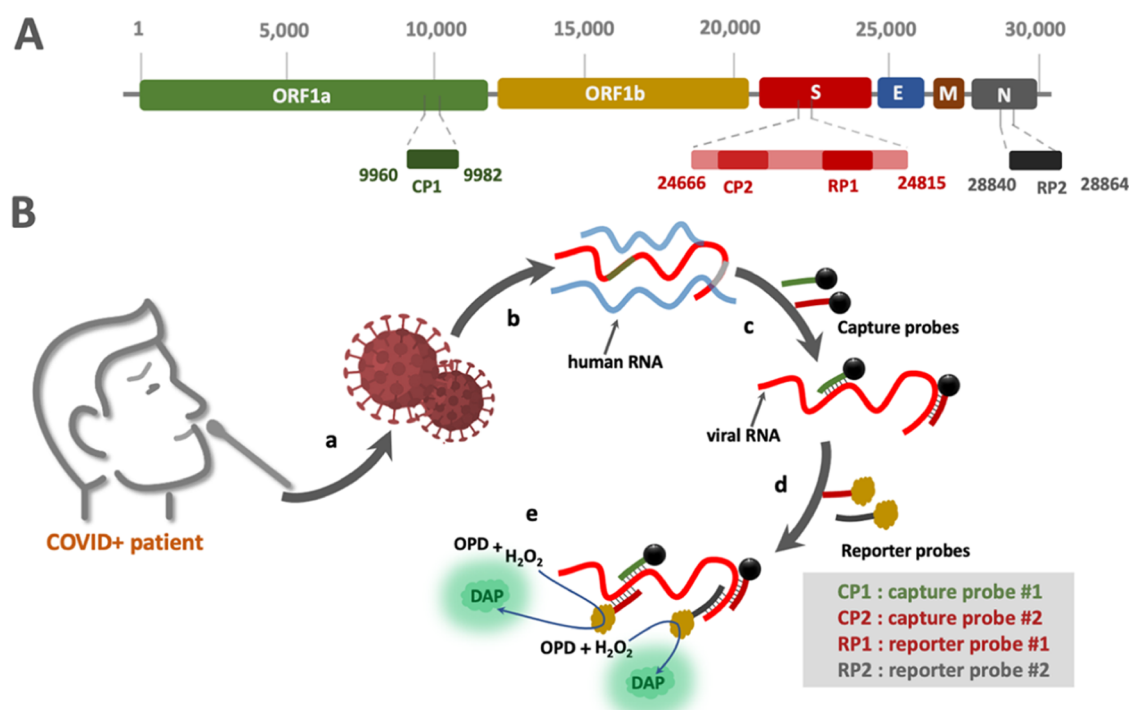 A
1 5,000 10,000 15,000 20,000 25,000 30,000
ORF1a ORF1b S E M N
9960 CP1 9982 24666 CP2 RP1 24815 28840 RP2 28864
B
b
human RNA
c
Capture probes
viral RNA
a
COVID+ patient
d
Reporter probes
e
OPD + H₂O₂
DAP
OPD + H₂O₂
DAP
CP1 : capture probe #1
CP2 : capture probe #2
RP1 : reporter probe #1
RP2 : reporter probe #2